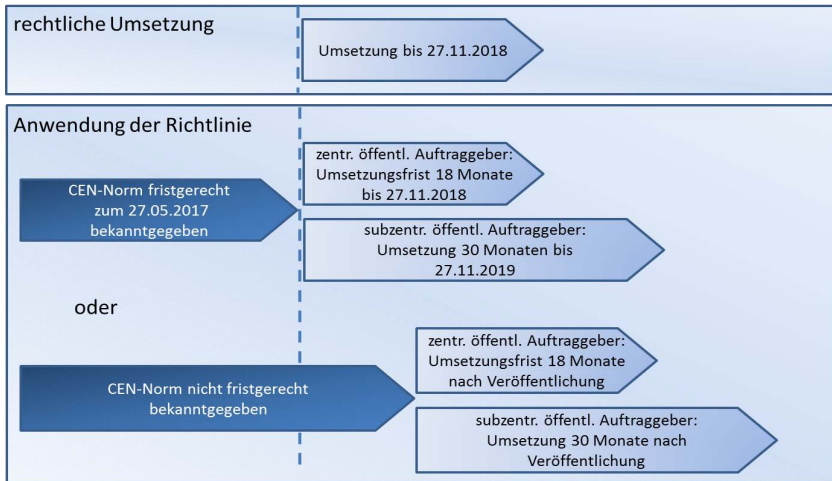 rechtliche Umsetzung
Umsetzung bis 27.11.2018
Anwendung der Richtlinie
CEN-Norm fristgerecht
zum 27.05.2017
bekanntgegeben
zentr. öffentl. Auftraggeber:
Umsetzungsfrist 18 Monate
bis 27.11.2018
subzentr. öffentl. Auftraggeber:
Umsetzung 30 Monaten bis
27.11.2019
oder
CEN-Norm nicht fristgerecht
bekanntgegeben
zentr. öffentl. Auftraggeber:
Umsetzungsfrist 18 Monate
nach Veröffentlichung
subzentr. öffentl. Auftraggeber:
Umsetzung 30 Monate nach
Veröffentlichung